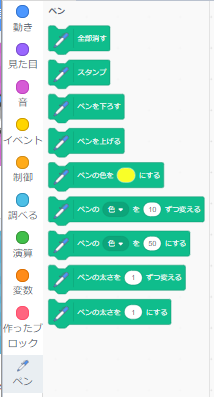 動き
見た目
音
イベント
制御
調べる
演算
変数
作ったブ
ロック
ペン
ペン
全部消す
スタンプ
ペンを下ろす
ペンを上げる
ペンの色を にする
ペンの 色 を 10 ずつ変える
ペンの 色 を 50 にする
ペンの太さを 1 ずつ変える
ペンの太さを 1 にする